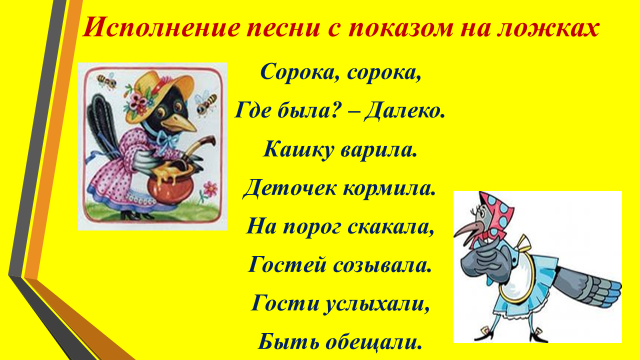 Исполнение песни с показом на ложках
Сорока, сорока,
Где была? – Далеко.
Кашку варила.
Деточек кормила.
На порог скакала,
Гостей созывала.
Гости услыхали,
Быть обещали.